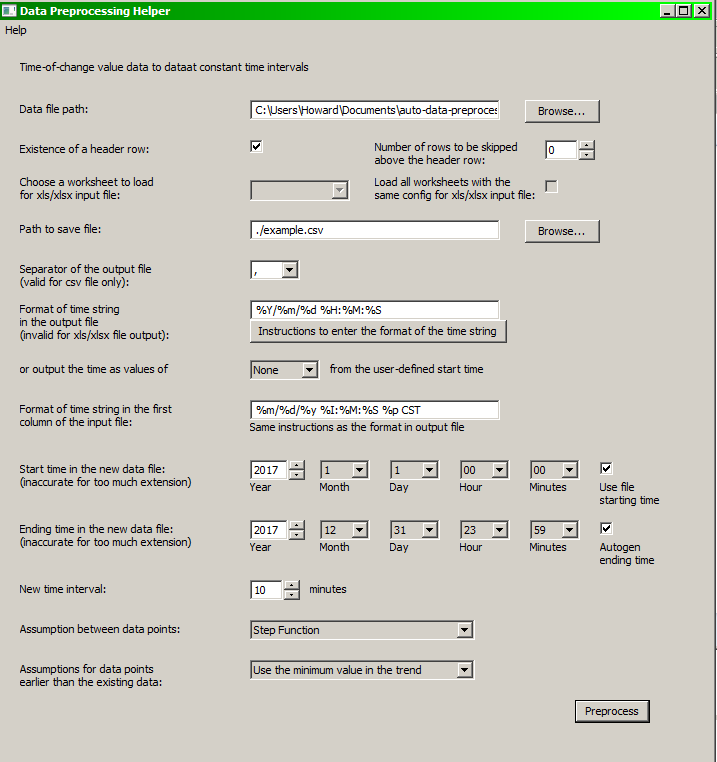 Data Preprocessing Helper
Help
Time-of-change value data to dataat constant time intervals
Data file path:
C:\Users\Howard\Documents\auto-data-preproces
Browse...
Existence of a header row:
Number of rows to be skipped
above the header row:
0
Choose a worksheet to load
for xls/xlsx input file:
Load all worksheets with the
same config for xls/xlsx input file:
Path to save file:
./example.csv
Browse...
Separator of the output file
(valid for csv file only):
,
Format of time string
in the output file
(invalid for xls/xlsx file output):
%Y/%m/%d %H:%M:%S
Instructions to enter the format of the time string
or output the time as values of
None
from the user-defined start time
Format of time string in the first
column of the input file:
%m/%d/%y %I:%M:%S %p CST
Same instructions as the format in output file
Start time in the new data file:
(inaccurate for too much extension)
2017 1 1 00 00
Year Month Day Hour Minutes
Use file
starting time
Ending time in the new data file:
(inaccurate for too much extension)
2017 12 31 23 59
Year Month Day Hour Minutes
Autogen
ending time
New time interval:
10 minutes
Assumption between data points:
Step Function
Assumptions for data points
earlier than the existing data:
Use the minimum value in the trend
Preprocess